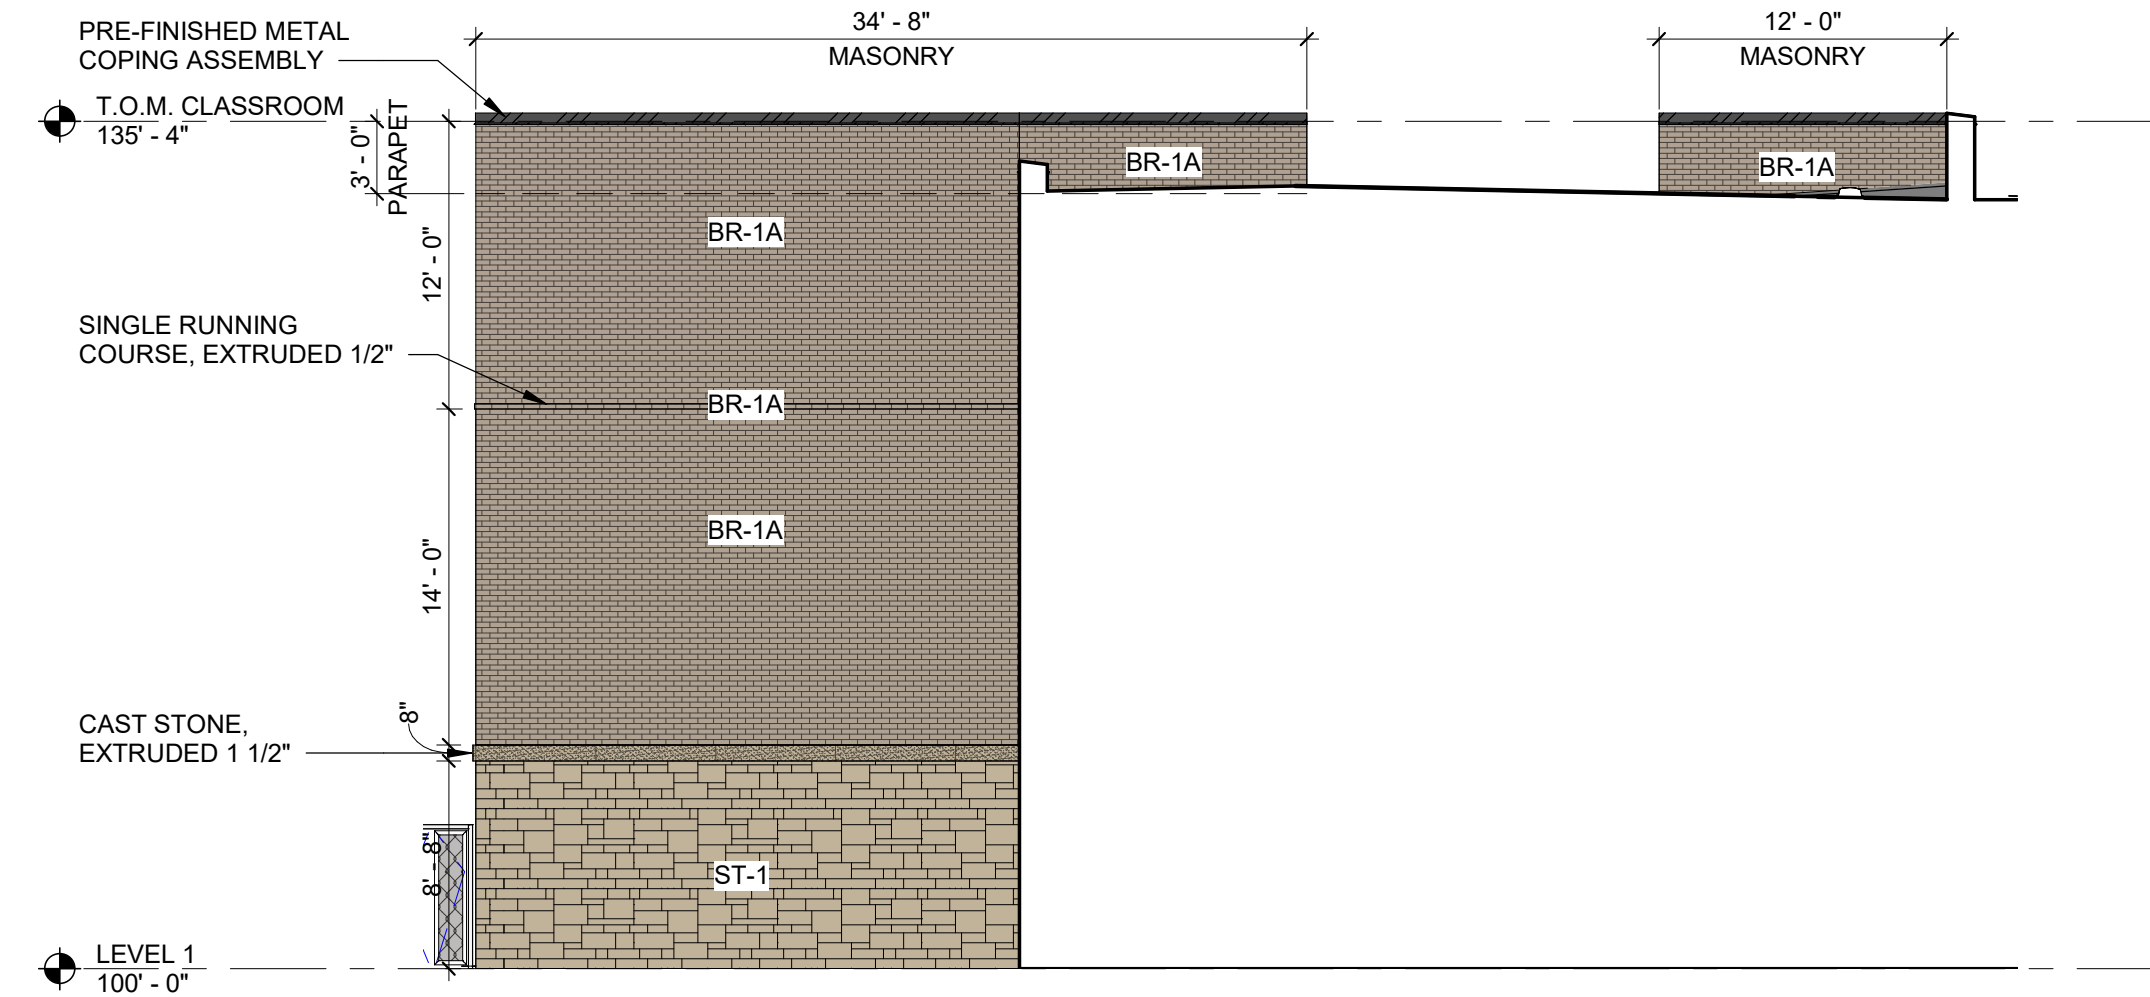 34' - 8"
MASONRY
12' - 0"
MASONRY
PRE-FINISHED METAL
COPING ASSEMBLY
T.O.M. CLASSROOM
135' - 4"
3' - 0"
PARAPET
BR-1A
BR-1A
BR-1A
12' - 0"
SINGLE RUNNING
COURSE, EXTRUDED 1/2"
BR-1A
BR-1A
14' - 0"
8"
CAST STONE,
EXTRUDED 1 1/2"
8' - 8"
ST-1
LEVEL 1
100' - 0"